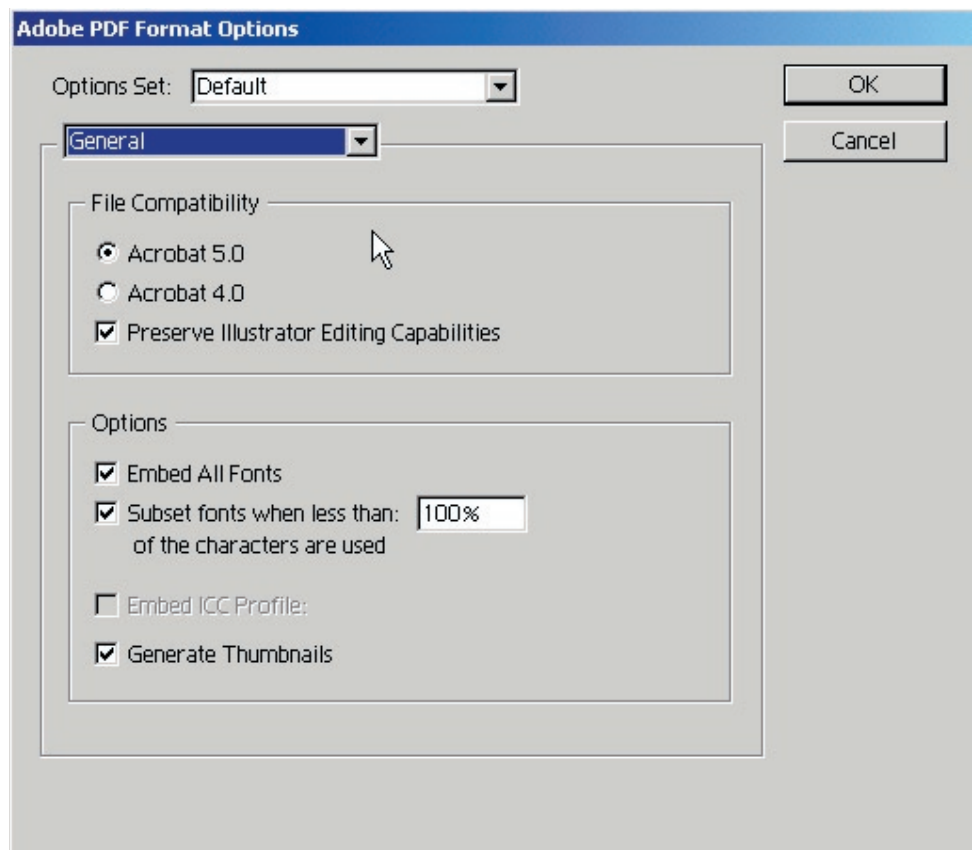 Adobe PDF Format Options
Options Set: Default
OK
General
Cancel
File Compatibility
Acrobat 5.0
Acrobat 4.0
Preserve Illustrator Editing Capabilities
Options
Embed All Fonts
Subset fonts when less than: 100%
of the characters are used
Embed ICC Profile:
Generate Thumbnails